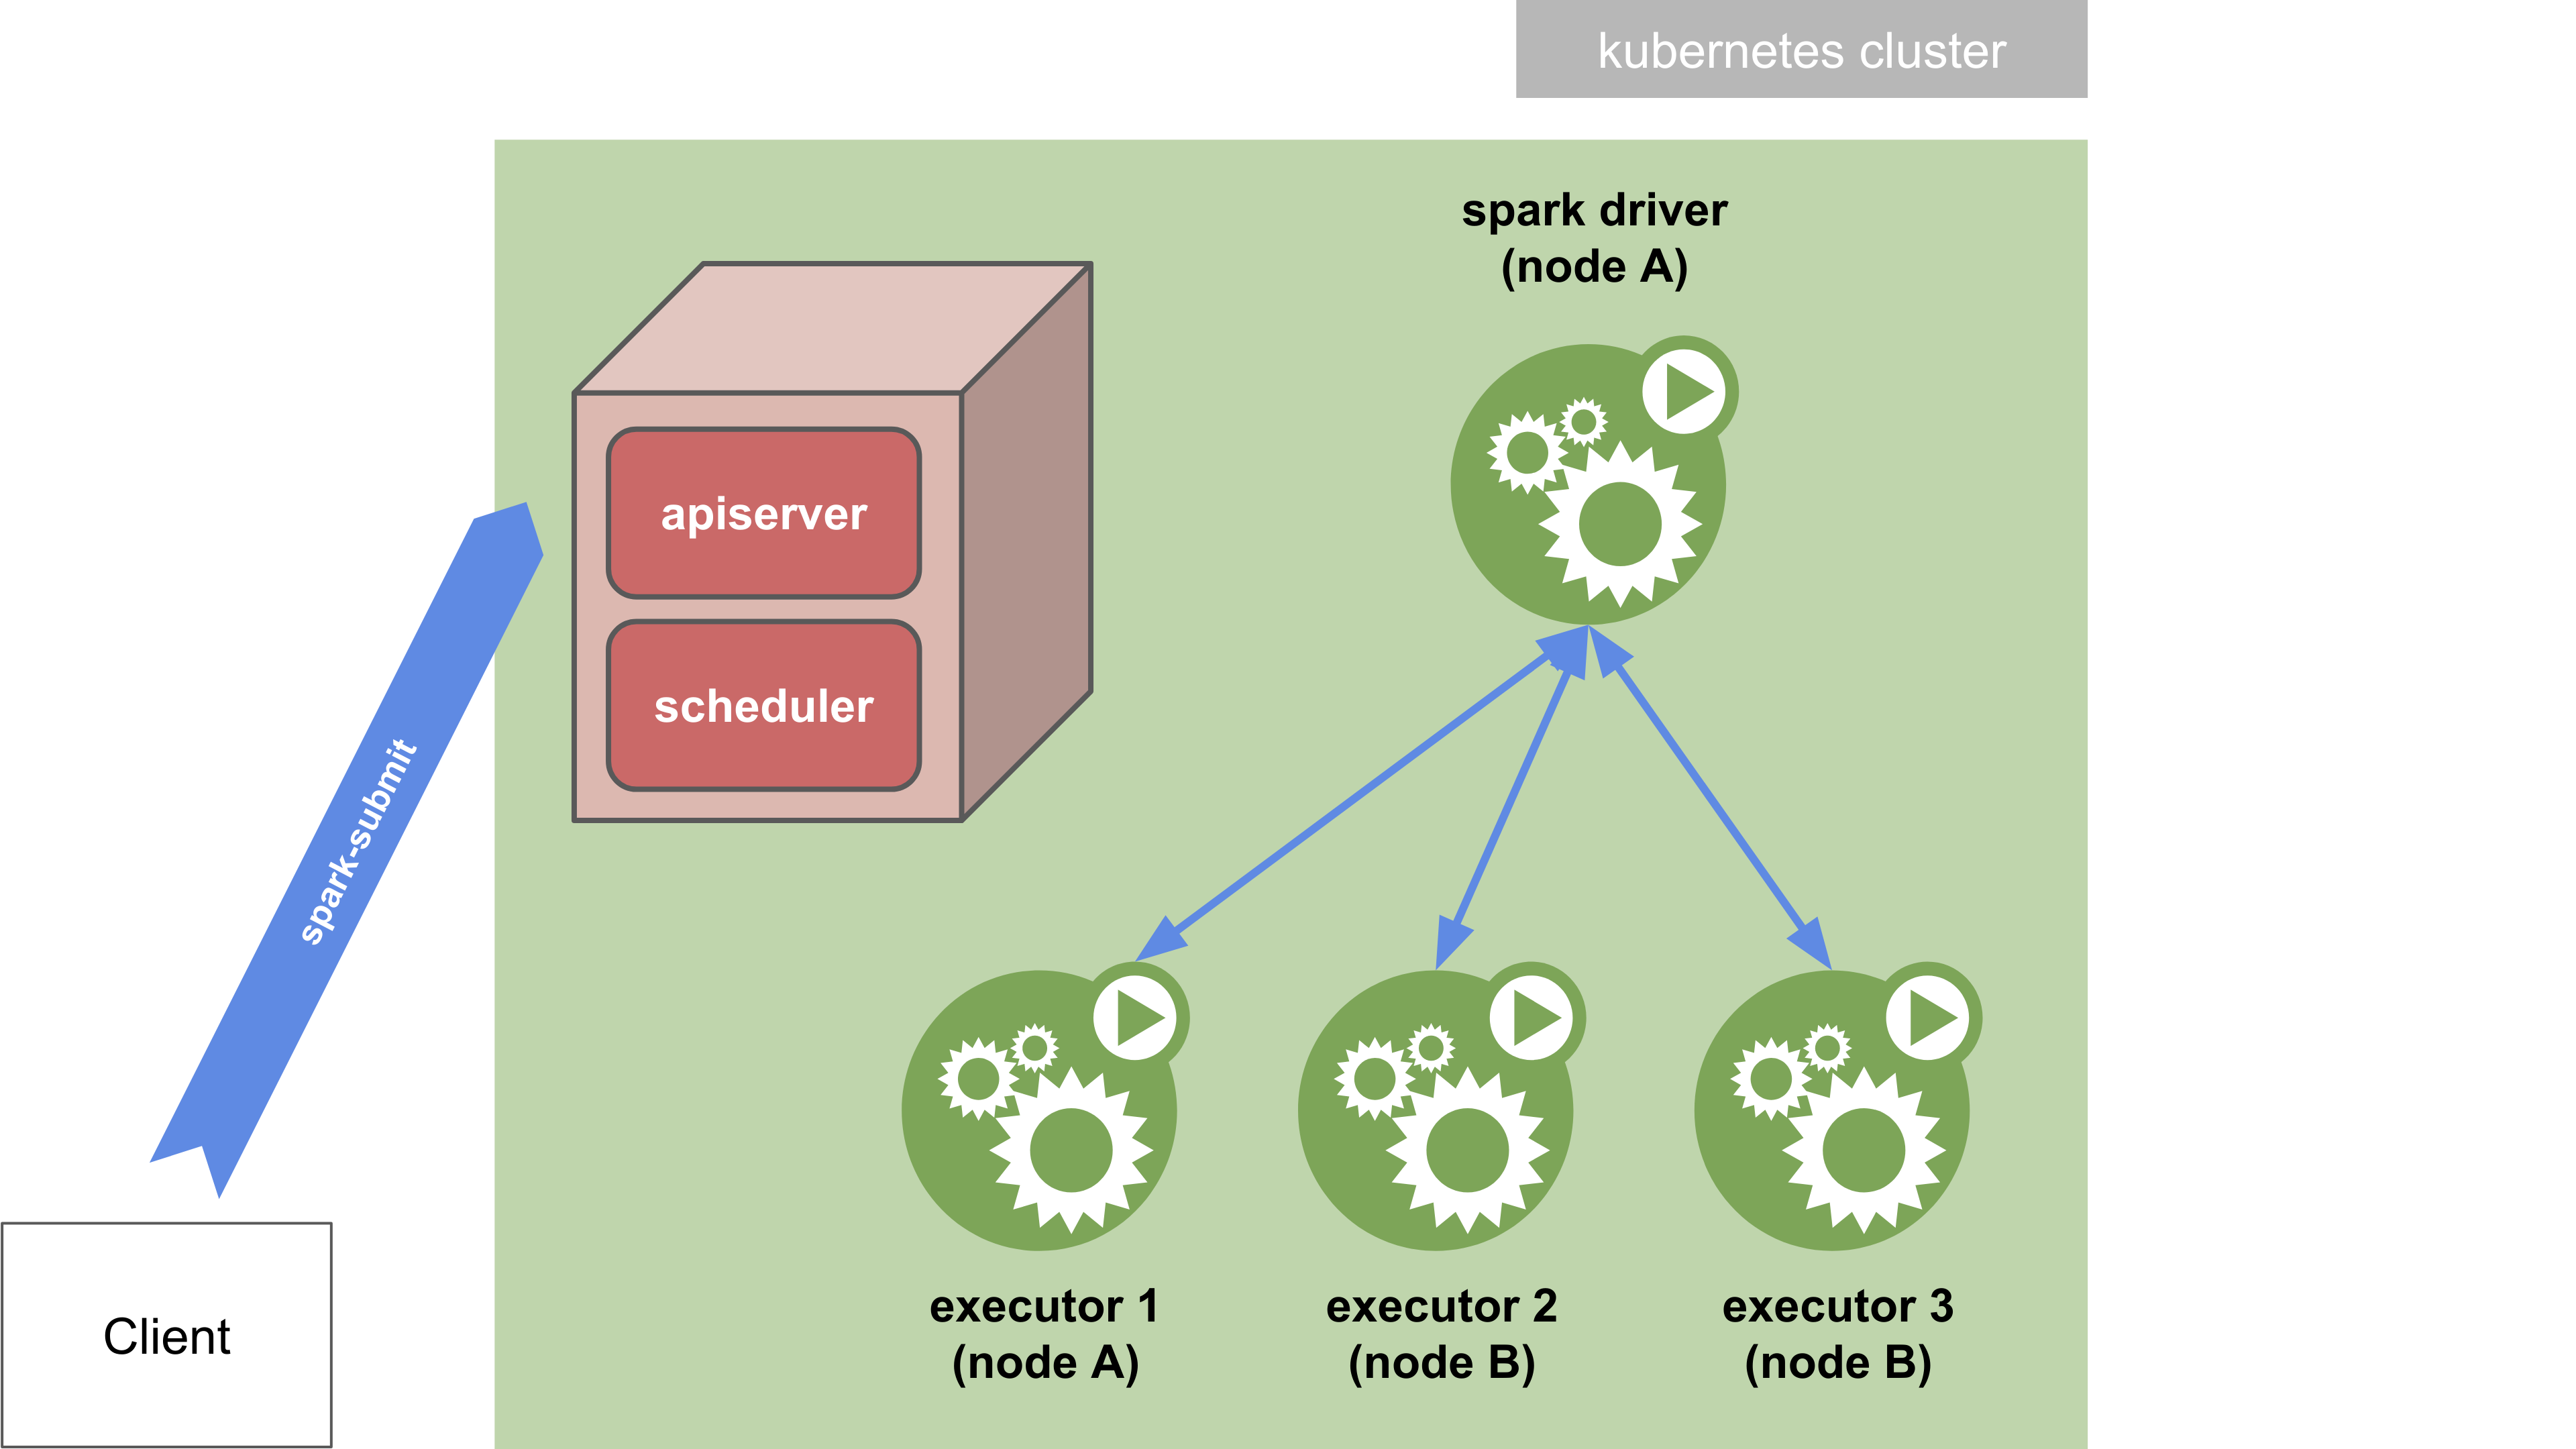 kubernetes cluster
spark driver
(node A)
apiserver
scheduler
spark-submit
executor 1
(node A)
executor 2
(node B)
executor 3
(node B)
Client